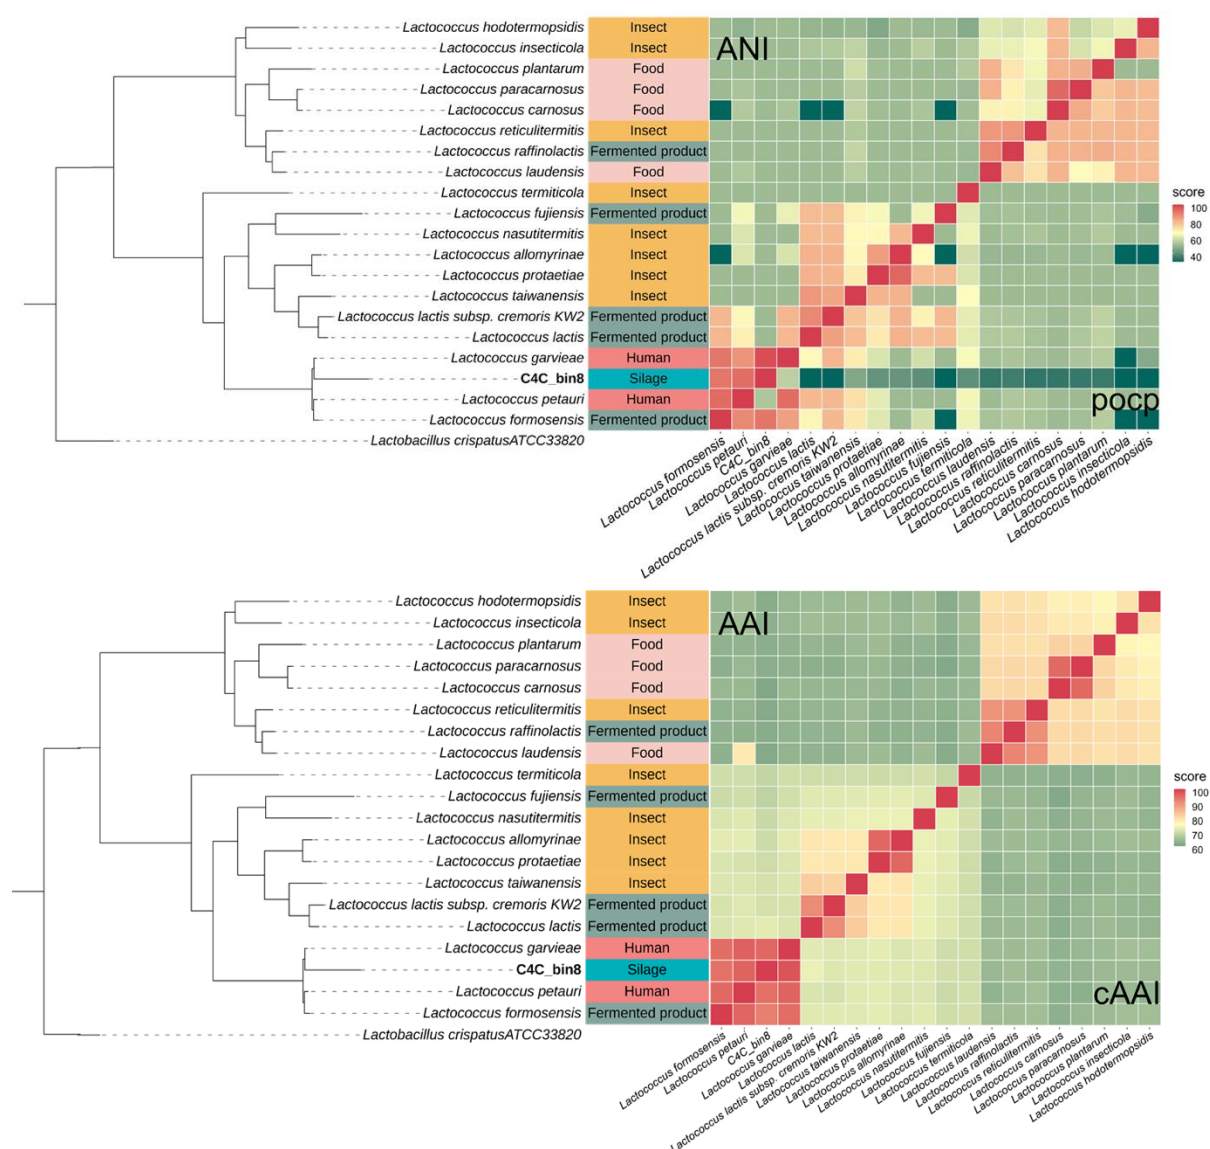 Lactococcus hodotermopsidis Insect
ANI
Lactococcus insecticola Insect
Lactococcus plantarum Food
Lactococcus paracarnosus Food
Lactococcus carnosus Food
Lactococcus reticulitermitis Insect
Lactococcus raffinolactis Fermented product
Lactococcus laudensis Food
Lactococcus termiticola Insect
Lactococcus fujiensis Fermented product
Lactococcus nasutitermitis Insect
Lactococcus allomyrinae Insect
Lactococcus protaetiae Insect
Lactococcus taiwanensis Insect
Lactococcus lactis subsp. cremoris KW2 Fermented product
Lactococcus lactis Fermented product
Lactococcus garvieae Human
C4C_bin8 Silage
Lactococcus petauri Human
pocp
Lactococcus formosensis Fermented product
Lactobacillus crispatusATCC33820
score
100
80
60
40
Lactococcus formosensis
Lactococcus petauri
C4C_bin8
Lactococcus garvieae
Lactococcus lactis
Lactococcus lactis subsp. cremoris KW2
Lactococcus taiwanensis
Lactococcus protaetiae
Lactococcus allomyrinae
Lactococcus nasutitermitis
Lactococcus fujiensis
Lactococcus termiticola
Lactococcus laudensis
Lactococcus raffinolactis
Lactococcus reticulitermitis
Lactococcus carnosus
Lactococcus paracarnosus
Lactococcus plantarum
Lactococcus insecticola
Lactococcus hodotermopsidis
Lactococcus hodotermopsidis Insect
AAI
Lactococcus insecticola Insect
Lactococcus plantarum Food
Lactococcus paracarnosus Food
Lactococcus carnosus Food
Lactococcus reticulitermitis Insect
Lactococcus raffinolactis Fermented product
Lactococcus laudensis Food
Lactococcus termiticola Insect
Lactococcus fujiensis Fermented product
Lactococcus nasutitermitis Insect
Lactococcus allomyrinae Insect
Lactococcus protaetiae Insect
Lactococcus taiwanensis Insect
Lactococcus lactis subsp. cremoris KW2 Fermented product
Lactococcus lactis Fermented product
Lactococcus garvieae Human
C4C_bin8 Silage
Lactococcus petauri Human
cAAI
Lactococcus formosensis Fermented product
Lactobacillus crispatusATCC33820
score
100
90
80
70
60
Lactococcus formosensis
Lactococcus petauri
C4C_bin8
Lactococcus garvieae
Lactococcus lactis
Lactococcus lactis subsp. cremoris KW2
Lactococcus taiwanensis
Lactococcus protaetiae
Lactococcus allomyrinae
Lactococcus nasutitermitis
Lactococcus fujiensis
Lactococcus termiticola
Lactococcus laudensis
Lactococcus raffinolactis
Lactococcus reticulitermitis
Lactococcus carnosus
Lactococcus paracarnosus
Lactococcus plantarum
Lactococcus insecticola
Lactococcus hodotermopsidis